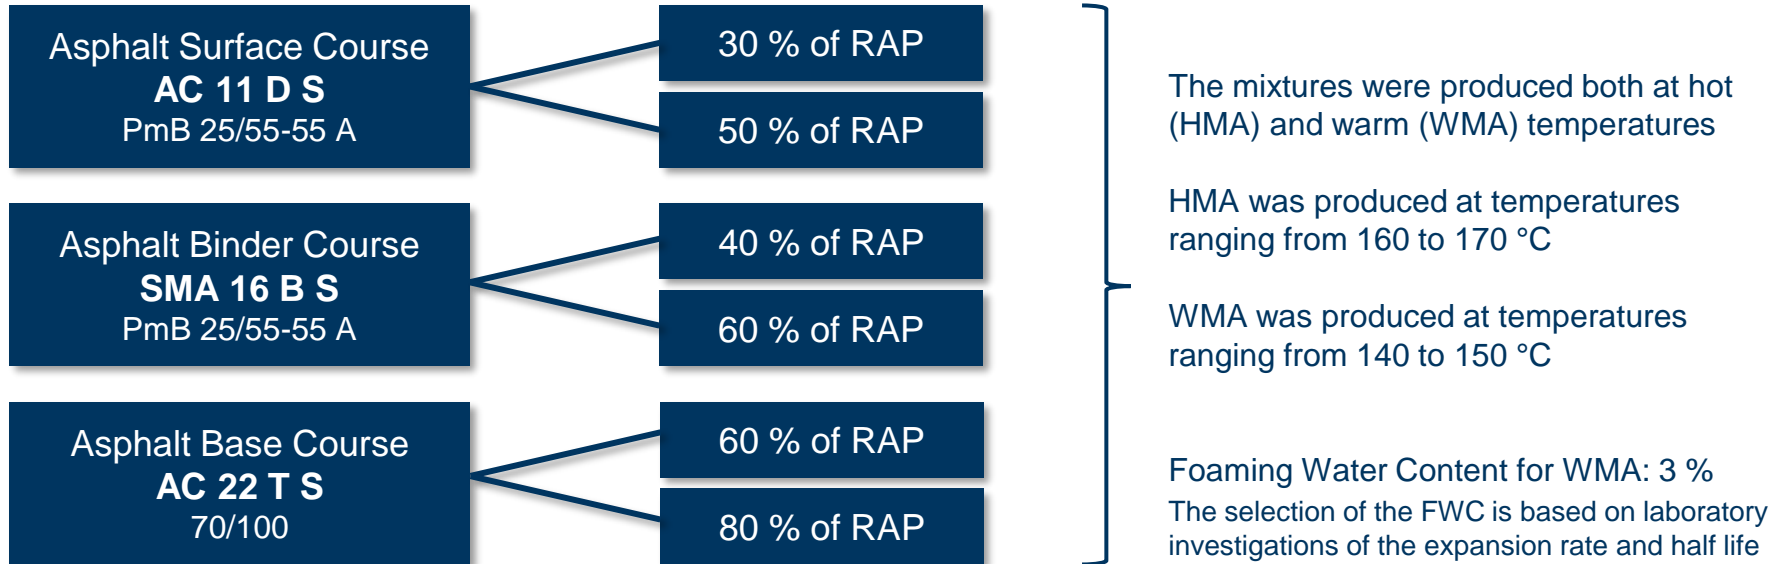 Asphalt Surface Course
AC 11 D S
PmB 25/55-55 A
30 % of RAP
50 % of RAP
Asphalt Binder Course
SMA 16 B S
PmB 25/55-55 A
40 % of RAP
60 % of RAP
Asphalt Base Course
AC 22 T S
70/100
60 % of RAP
80 % of RAP
The mixtures were produced both at hot
(HMA) and warm (WMA) temperatures
HMA was produced at temperatures
ranging from 160 to 170 °C
WMA was produced at temperatures
ranging from 140 to 150 °C
Foaming Water Content for WMA: 3 %
The selection of the FWC is based on laboratory
investigations of the expansion rate and half life